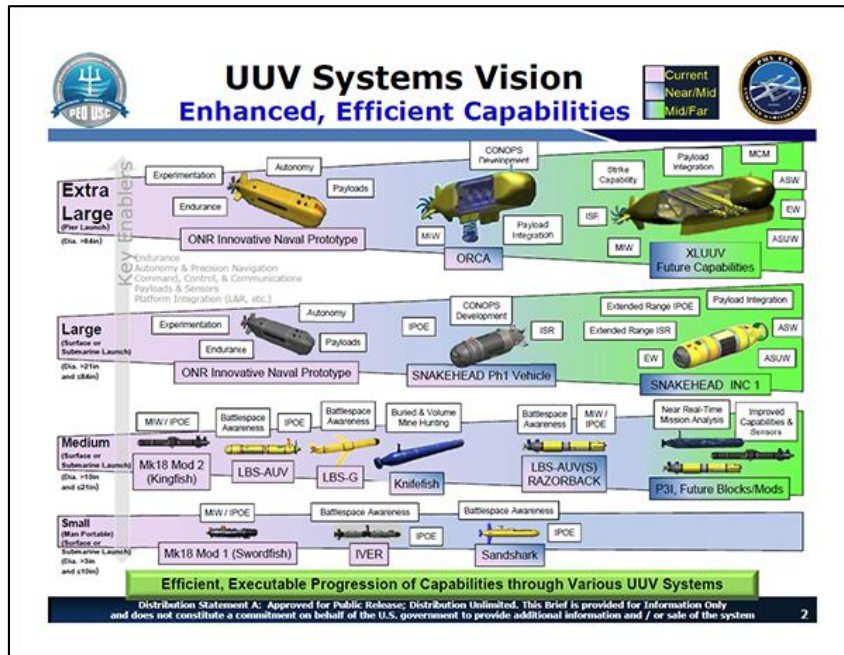 UUV Systems Vision
Enhanced, Efficient Capabilities
PEO USC
Current
Near/Mid
Mid/Far
PMS 406
Key Enablers
Endurance
Autonomy & Precision Navigation
Command, Control, & Communications
Payloads & Sensors
Platform Integration (L&R, etc.)
Extra
Large
(Pier Launch)
(Dia. >84in)
Experimentation
Autonomy
Endurance
Payloads
ONR Innovative Naval Prototype
CONOPS
Development
MIW
Payload
Integration
ORCA
Strike
Capability
Payload
Integration
MCM
ISR
ASW
EW
MIW
ASUW
XLUUV
Future Capabilities
Large
(Surface or
Submarine Launch)
(Dia. >21in
and ≤84in)
Experimentation
Autonomy
Endurance
Payloads
ONR Innovative Naval Prototype
IPOE
CONOPS
Development
ISR
SNAKEHEAD Ph1 Vehicle
Extended Range IPOE
Payload Integration
Extended Range ISR
ASW
EW
ASUW
SNAKEHEAD INC 1
Medium
(Surface or
Submarine Launch)
(Dia. >10in
and ≤21in)
MIW / IPOE
Mk18 Mod 2
(Kingfish)
Battlespace
Awareness
IPOE
LBS-AUV
Battlespace
Awareness
LBS-G
Buried & Volume
Mine Hunting
Knifefish
Battlespace
Awareness
MIW /
IPOE
LBS-AUV(S)
RAZORBACK
Near Real-Time
Mission Analysis
Improved
Capabilities &
Sensors
P3I, Future Blocks/Mods
Small
(Man Portable)
(Surface or
Submarine Launch)
(Dia. >3in
and ≤10in)
MIW / IPOE
Mk18 Mod 1 (Swordfish)
Battlespace Awareness
IPOE
IVER
Battlespace Awareness
IPOE
Sandshark
Efficient, Executable Progression of Capabilities through Various UUV Systems
Distribution Statement A: Approved for Public Release; Distribution Unlimited. This Brief is provided for Information Only
and does not constitute a commitment on behalf of the U.S. government to provide additional information and / or sale of the system
2